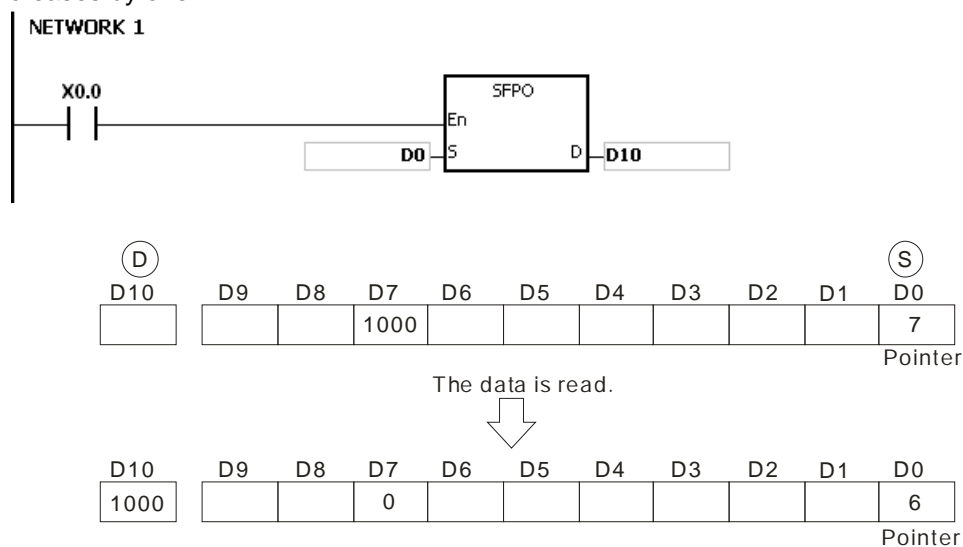 NETWORK 1
X0.0
SFPO
En
D0 S D D10
D S
D10 D9 D8 D7 D6 D5 D4 D3 D2 D1 D0
1000 7
Pointer
The data is read.
D10 D9 D8 D7 D6 D5 D4 D3 D2 D1 D0
1000 0 6
Pointer